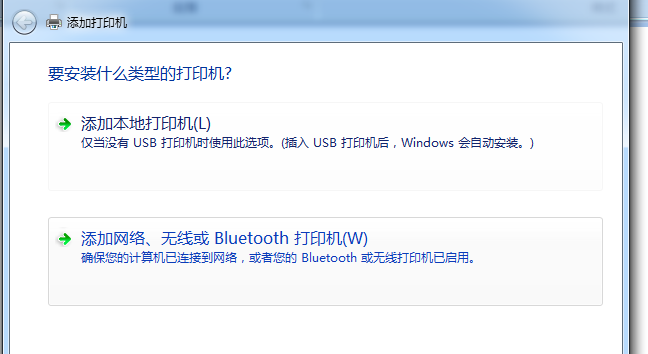 添加打印机
要安装什么类型的打印机?
添加本地打印机(L)
仅当没有 USB 打印机时使用此选项。(插入 USB 打印机后，Windows 会自动安装。)
添加网络、无线或 Bluetooth 打印机(W)
确保您的计算机已连接到网络，或者您的 Bluetooth 或无线打印机已启用。